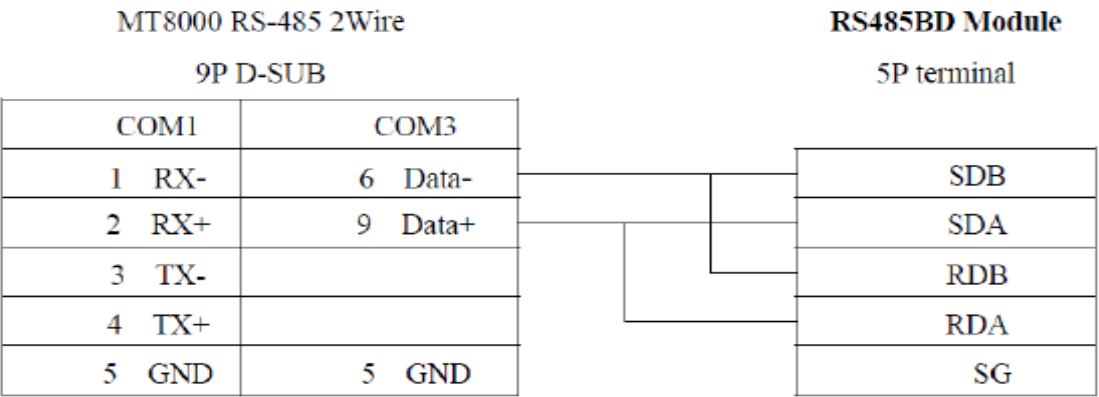 MT8000 RS-485 2Wire
RS485BD Module
9P D-SUB
5P terminal
COM1 COM3
1 RX- 6 Data- SDB
2 RX+ 9 Data+ SDA
3 TX- RDB
4 TX+ RDA
5 GND 5 GND SG